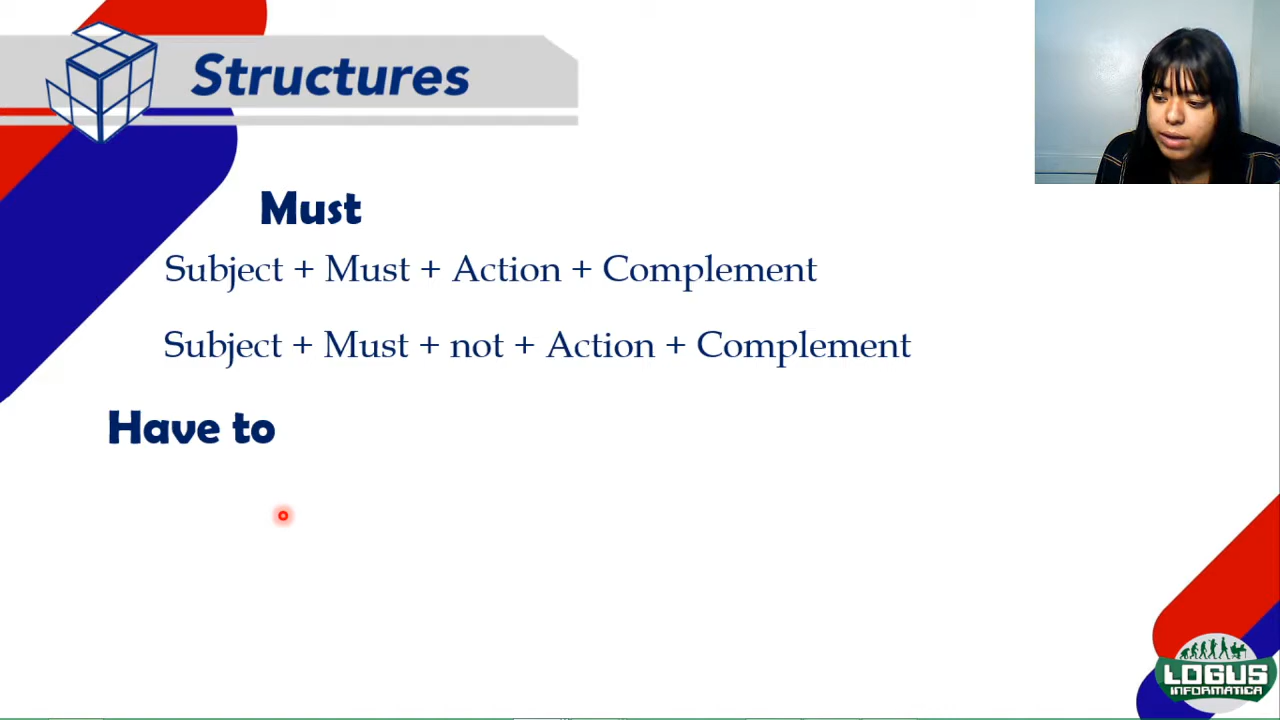 Structures
Must
Subject + Must + Action + Complement
Subject + Must + not + Action + Complement
Have to
LOGUS
INFORMATICA